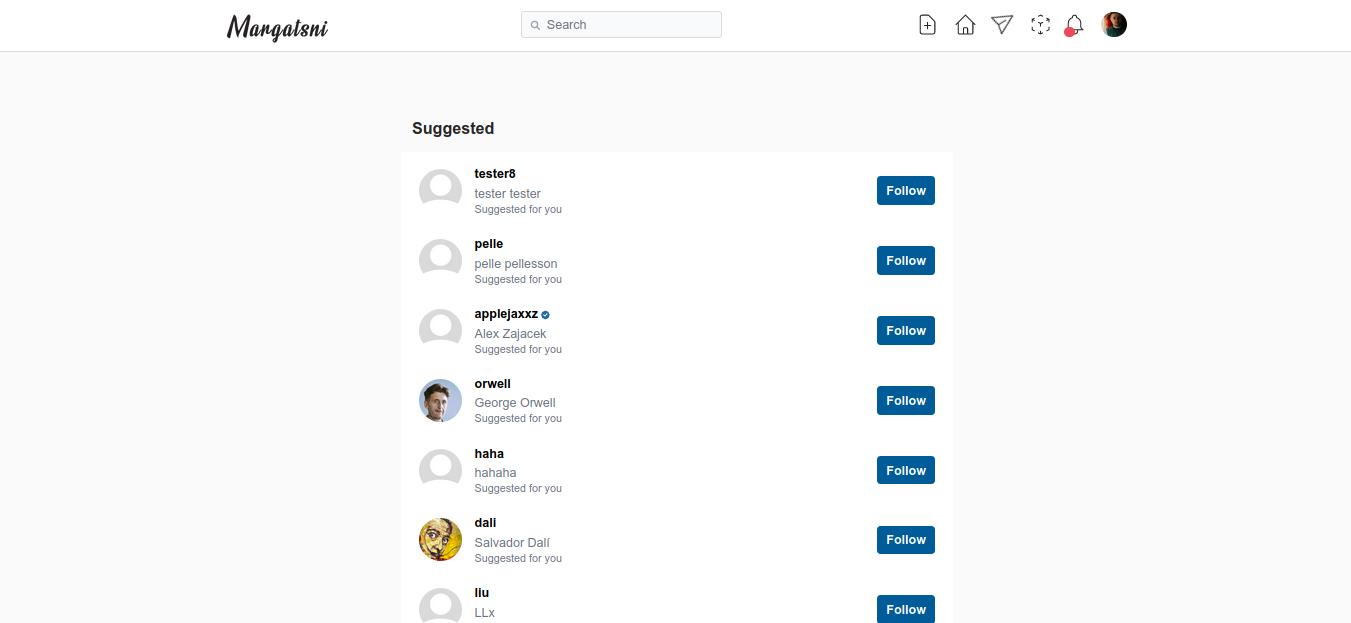 Margatsni
Search
Suggested
tester8
tester tester
Suggested for you
Follow
pelle
pelle pellesson
Suggested for you
Follow
applejaxxz
Alex Zajacek
Suggested for you
Follow
orwell
George Orwell
Suggested for you
Follow
haha
hahaha
Suggested for you
Follow
dali
Salvador Dalí
Suggested for you
Follow
liu
LLx
Follow